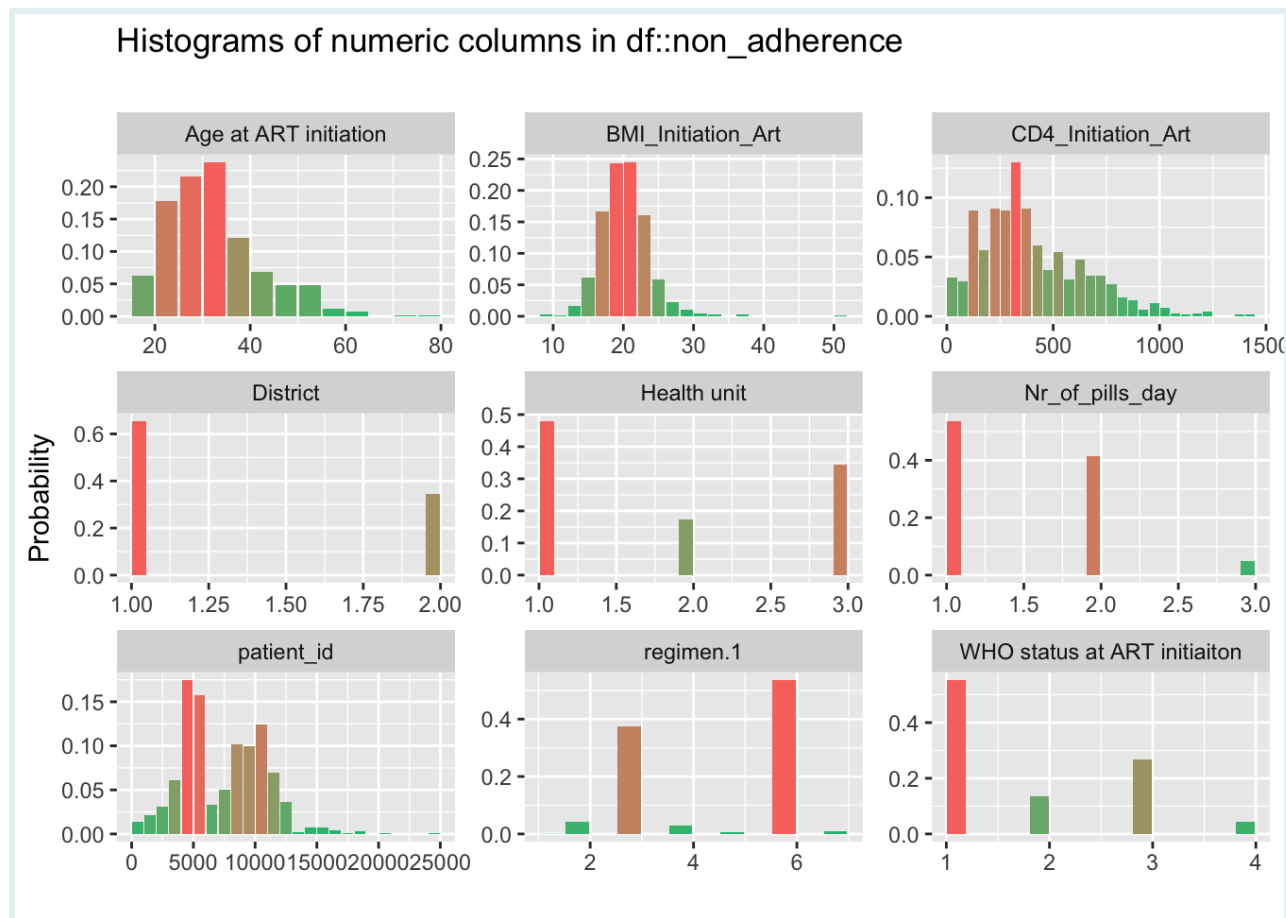 Histograms of numeric columns in df::non_adherence
Age at ART initiation
0.20
0.15
0.10
0.05
0.00
20 40 60 80
BMI_Initiation_Art
0.25
0.20
0.15
0.10
0.05
0.00
10 20 30 40 50
CD4_Initiation_Art
0.10
0.05
0.00
0 500 1000 1500
Probability
District
0.6
0.4
0.2
0.0
1.00 1.25 1.50 1.75 2.00
Health unit
0.5
0.4
0.3
0.2
0.1
0.0
1.0 1.5 2.0 2.5 3.0
Nr_of_pills_day
0.4
0.2
0.0
1.0 1.5 2.0 2.5 3.0
patient_id
0.15
0.10
0.05
0.00
0 5000 10000 15000 20000 25000
regimen.1
0.4
0.2
0.0
2 4 6
WHO status at ART initiaiton
0.4
0.2
0.0
1 2 3 4